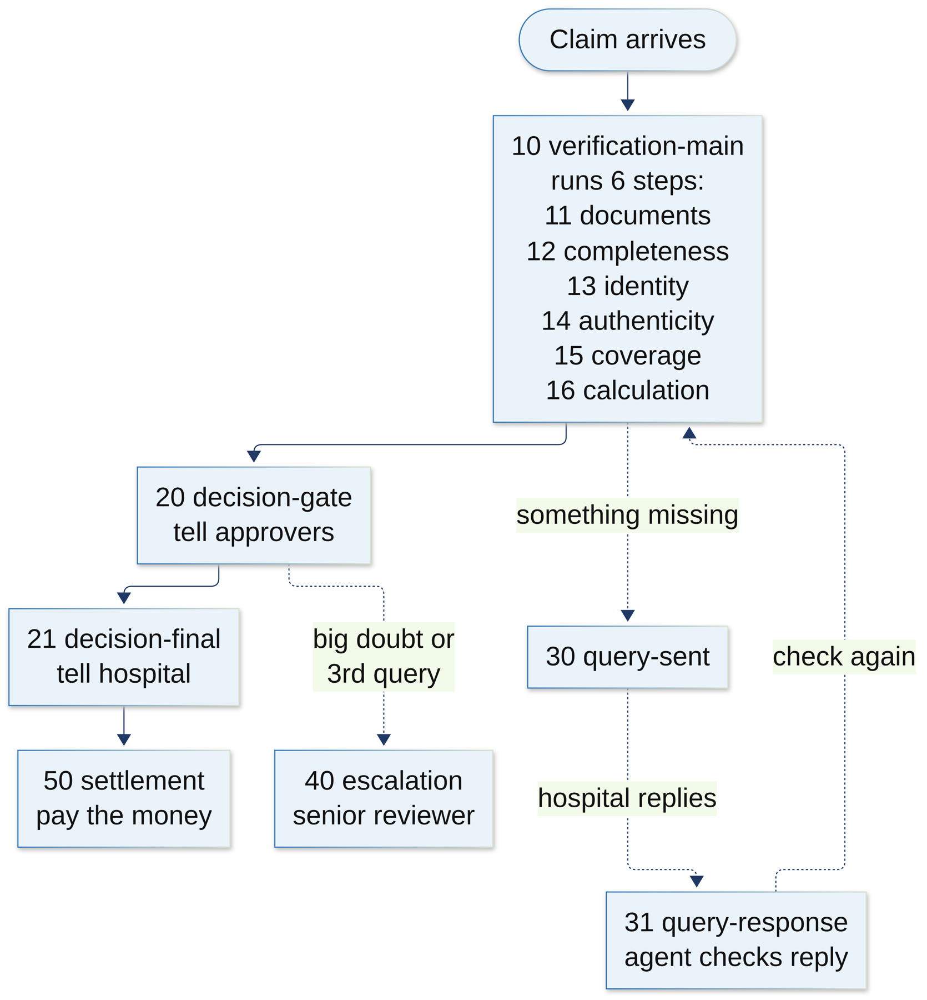 Claim arrives
10 verification-main
runs 6 steps:
11 documents
12 completeness
13 identity
14 authenticity
15 coverage
16 calculation
20 decision-gate
tell approvers
something missing
21 decision-final
tell hospital
big doubt or
3rd query
30 query-sent
check again
50 settlement
pay the money
40 escalation
senior reviewer
hospital replies
31 query-response
agent checks reply